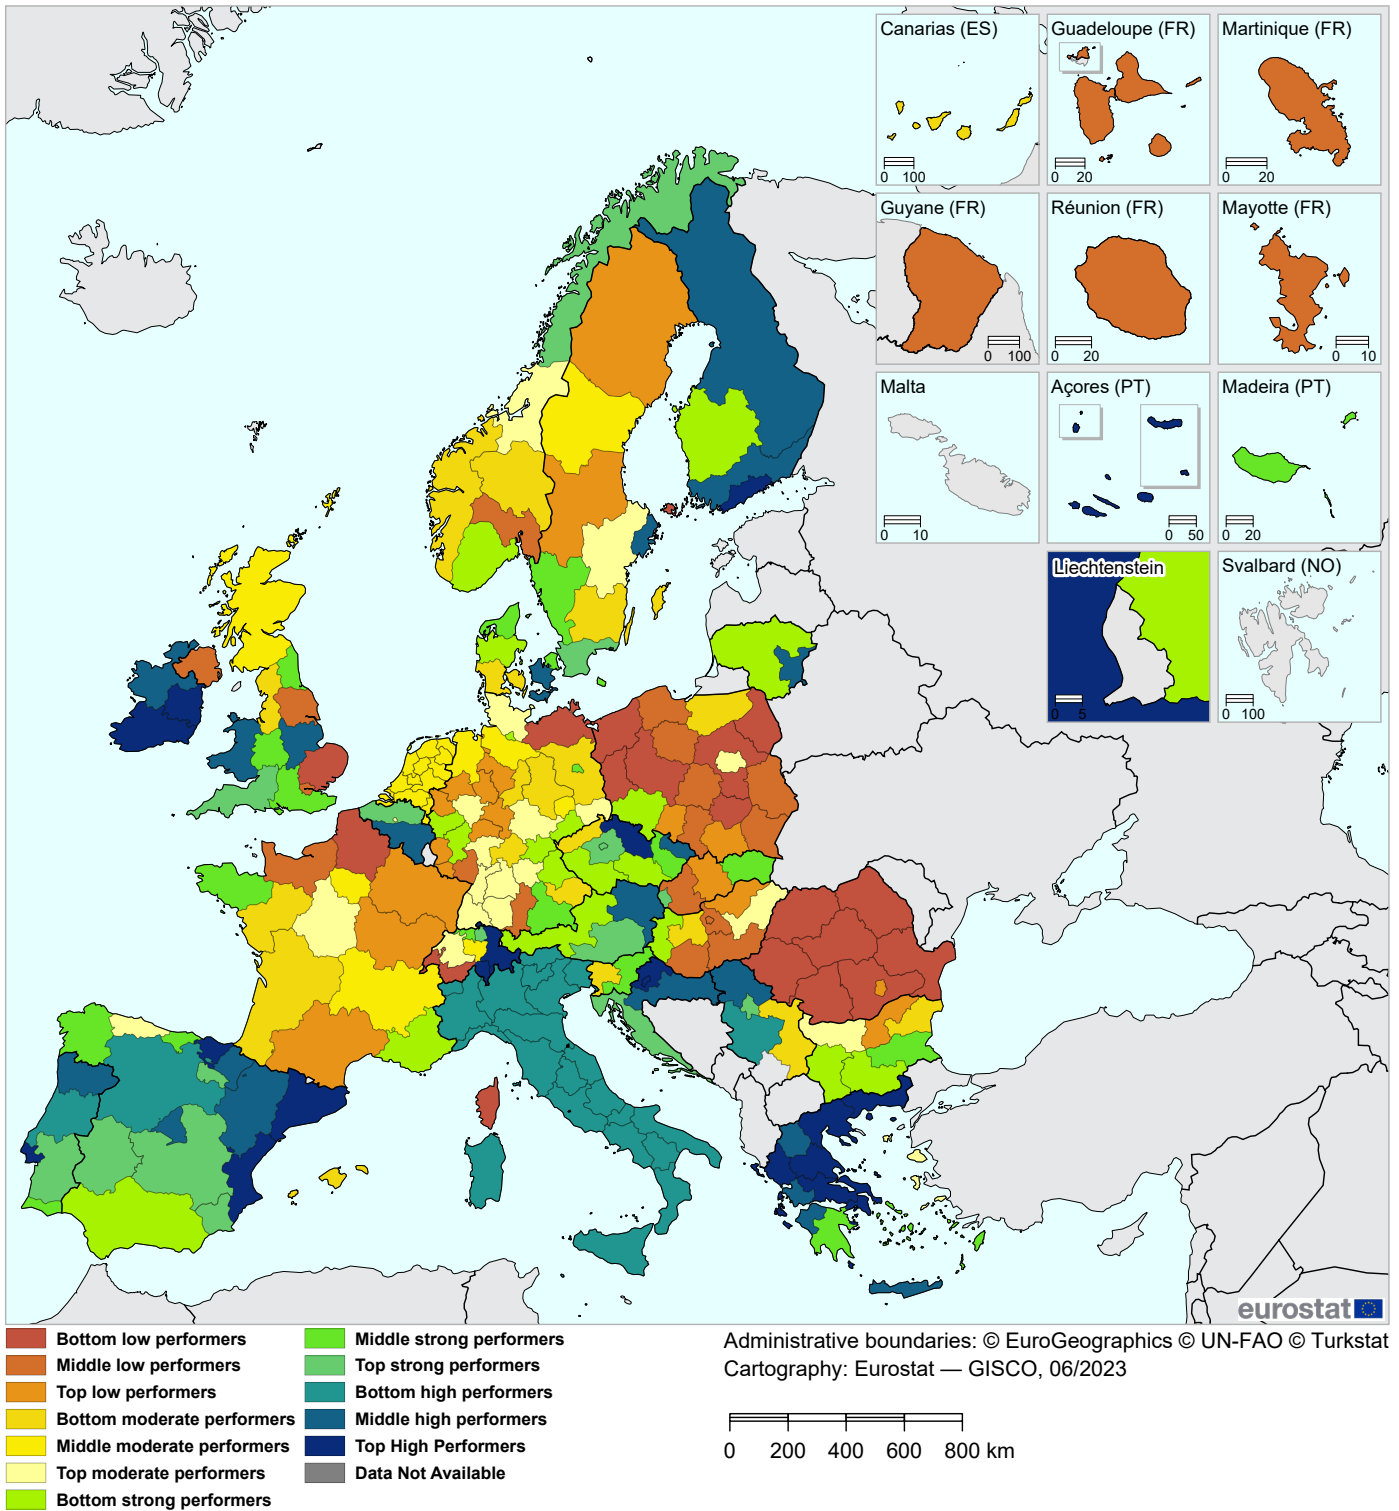 Canarias (ES)
0 100
Guadeloupe (FR)
0 20
Martinique (FR)
0 20
Guyane (FR)
0 100
Réunion (FR)
0 20
Mayotte (FR)
0 10
Malta
0 10
Açores (PT)
0 50
Madeira (PT)
0 20
Liechtenstein
0 5
Svalbard (NO)
0 100
eurostat
Bottom low performers
Middle low performers
Top low performers
Bottom moderate performers
Middle moderate performers
Top moderate performers
Bottom strong performers
Middle strong performers
Top strong performers
Bottom high performers
Middle high performers
Top High Performers
Data Not Available
Administrative boundaries: © EuroGeographics © UN-FAO © Turkstat
Cartography: Eurostat — GISCO, 06/2023
0 200 400 600 800 km